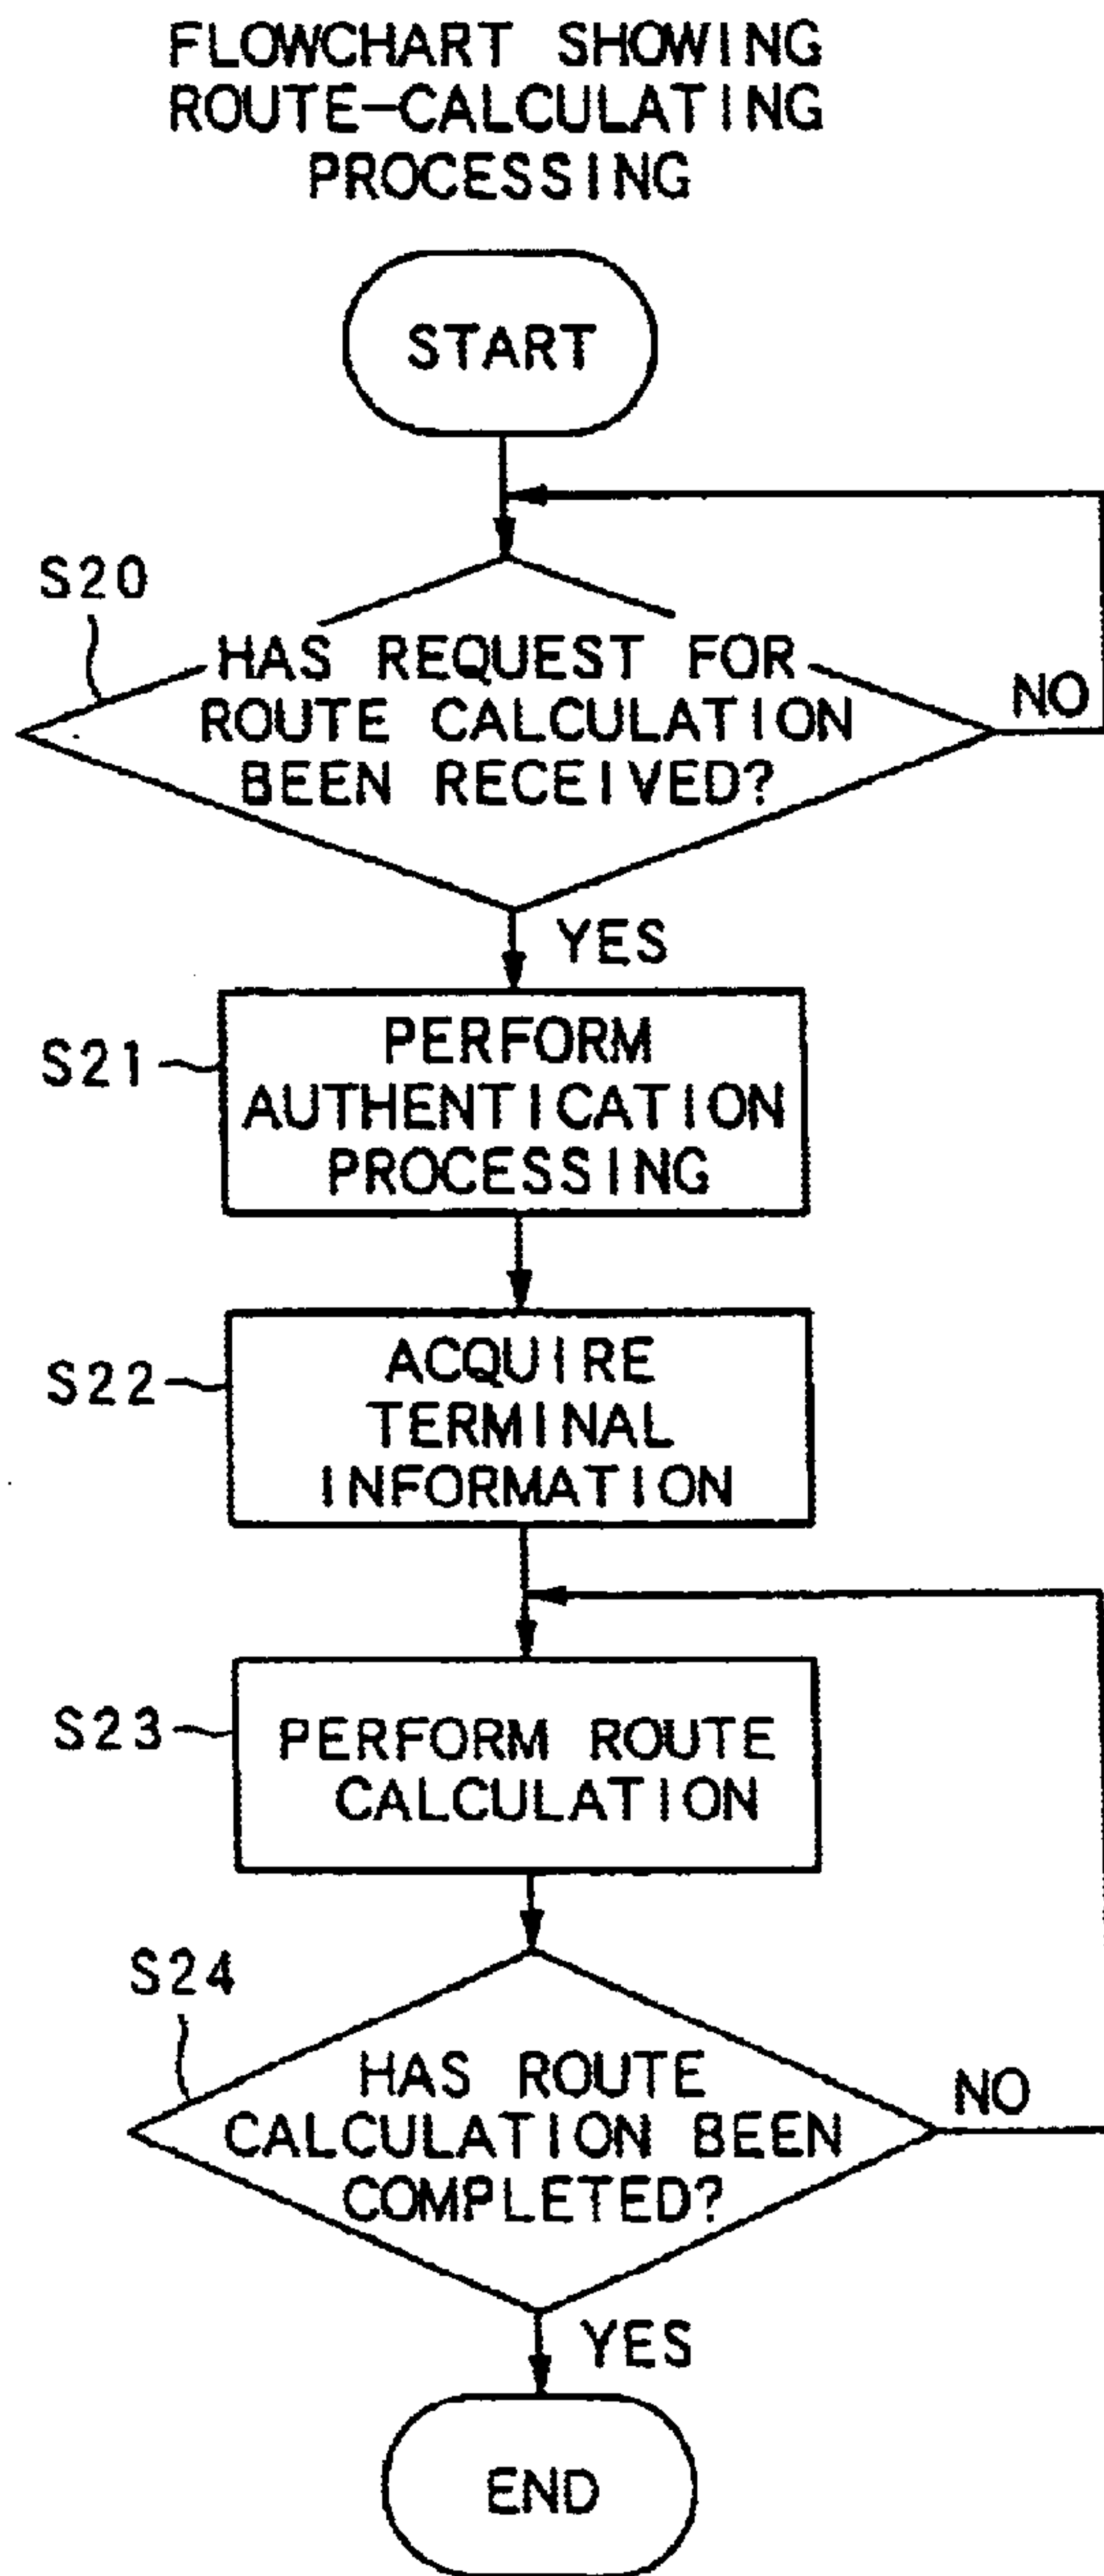 FLOWCHART SHOWING
ROUTE-CALCULATING
PROCESSING
START
S20
HAS REQUEST FOR
ROUTE CALCULATION
BEEN RECEIVED?
NO
YES
S21
PERFORM
AUTHENTICATION
PROCESSING
S22
ACQUIRE
TERMINAL
INFORMATION
S23
PERFORM ROUTE
CALCULATION
S24
HAS ROUTE
CALCULATION BEEN
COMPLETED?
NO
YES
END